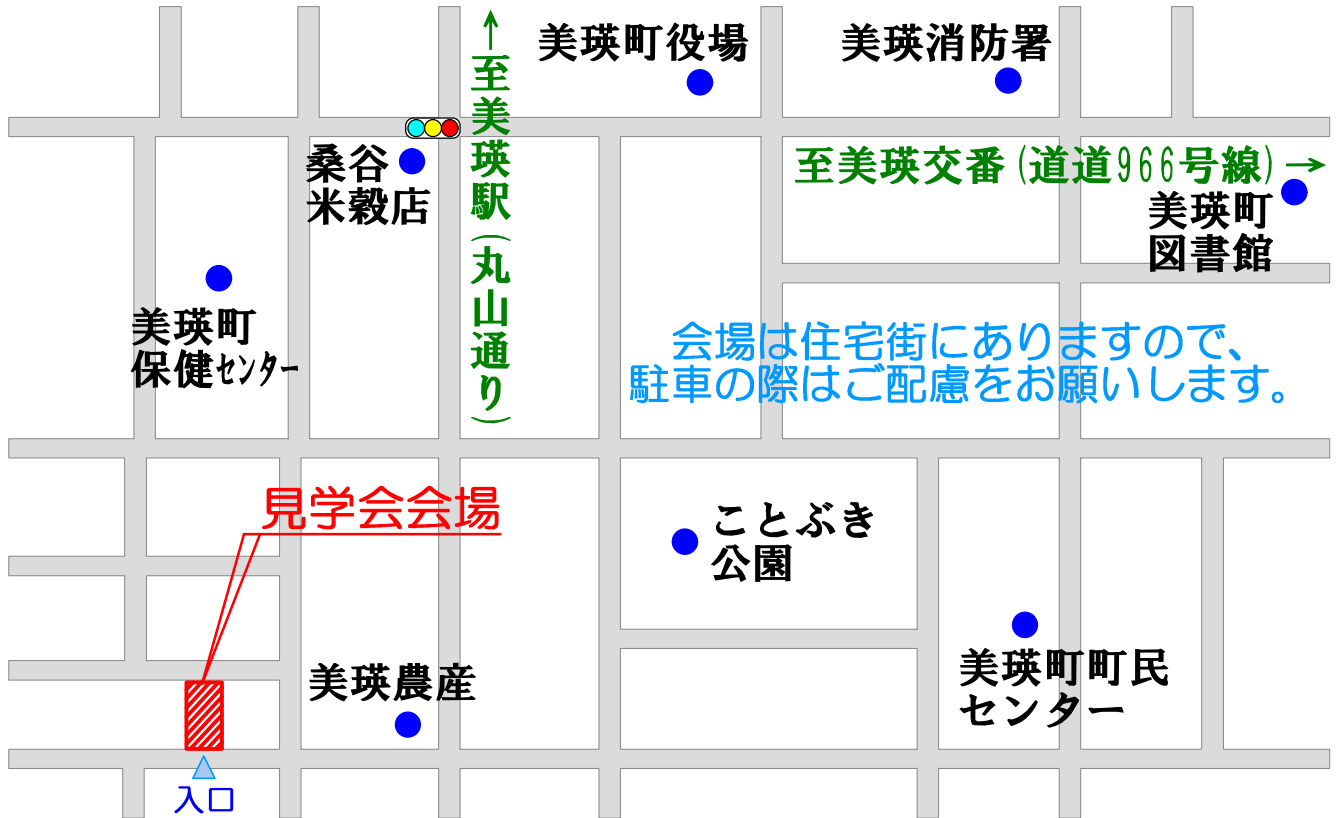 美瑛町役場
美瑛消防署
↑至美瑛駅(丸山通り)
桑谷
米穀店
至美瑛交番(道道966号線)→
美瑛町
図書館
美瑛町
保健センター
会場は住宅街にありますので、
駐車の際はご配慮をお願いします。
見学会会場
ことぶき
公園
美瑛農産
美瑛町町民
センター
入口